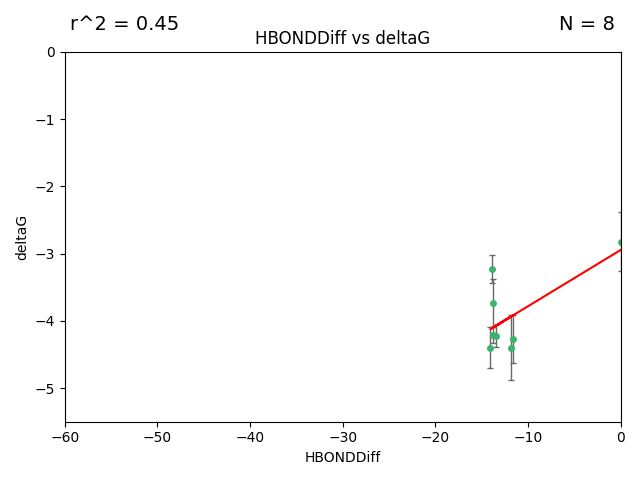 r^2 = 0.45
N = 8
HBONDDiff vs deltaG
0
−1
−2
−3
−4
−5
deltaG
−60 −50 −40 −30 −20 −10 0
HBONDDiff